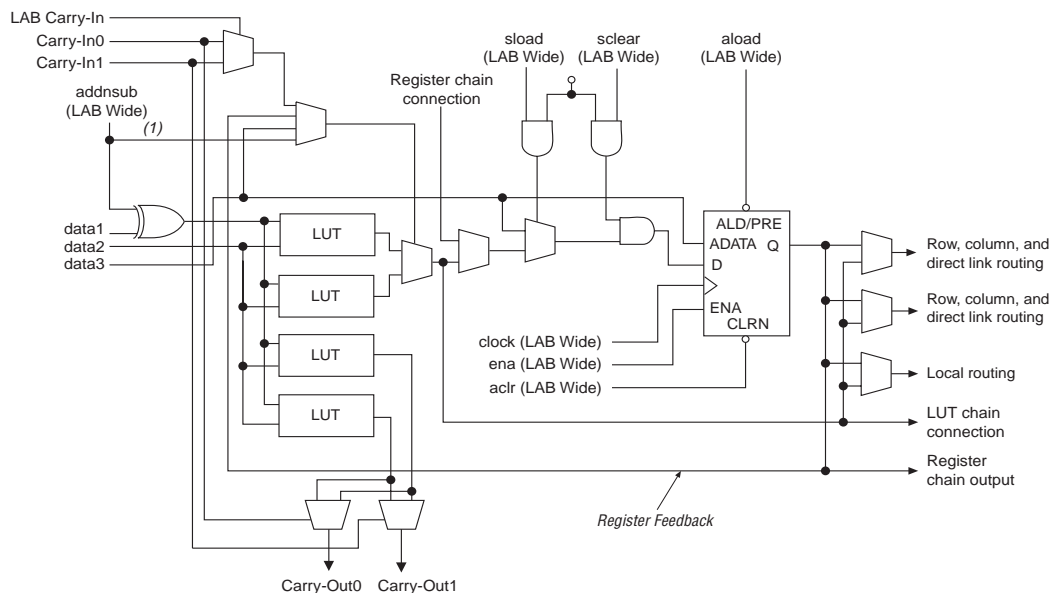 LAB Carry-In
Carry-In0
Carry-In1
addnsub
(LAB Wide)
(1)
data1
data2
data3
LUT
LUT
LUT
LUT
Register chain
connection
sload
(LAB Wide)
sclear
(LAB Wide)
aload
(LAB Wide)
ALD/PRE
ADATA
Q
D
ENA
CLRN
clock (LAB Wide)
ena (LAB Wide)
aclr (LAB Wide)
Row, column, and
direct link routing
Row, column, and
direct link routing
Local routing
LUT chain
connection
Register
chain output
Register Feedback
Carry-Out0
Carry-Out1